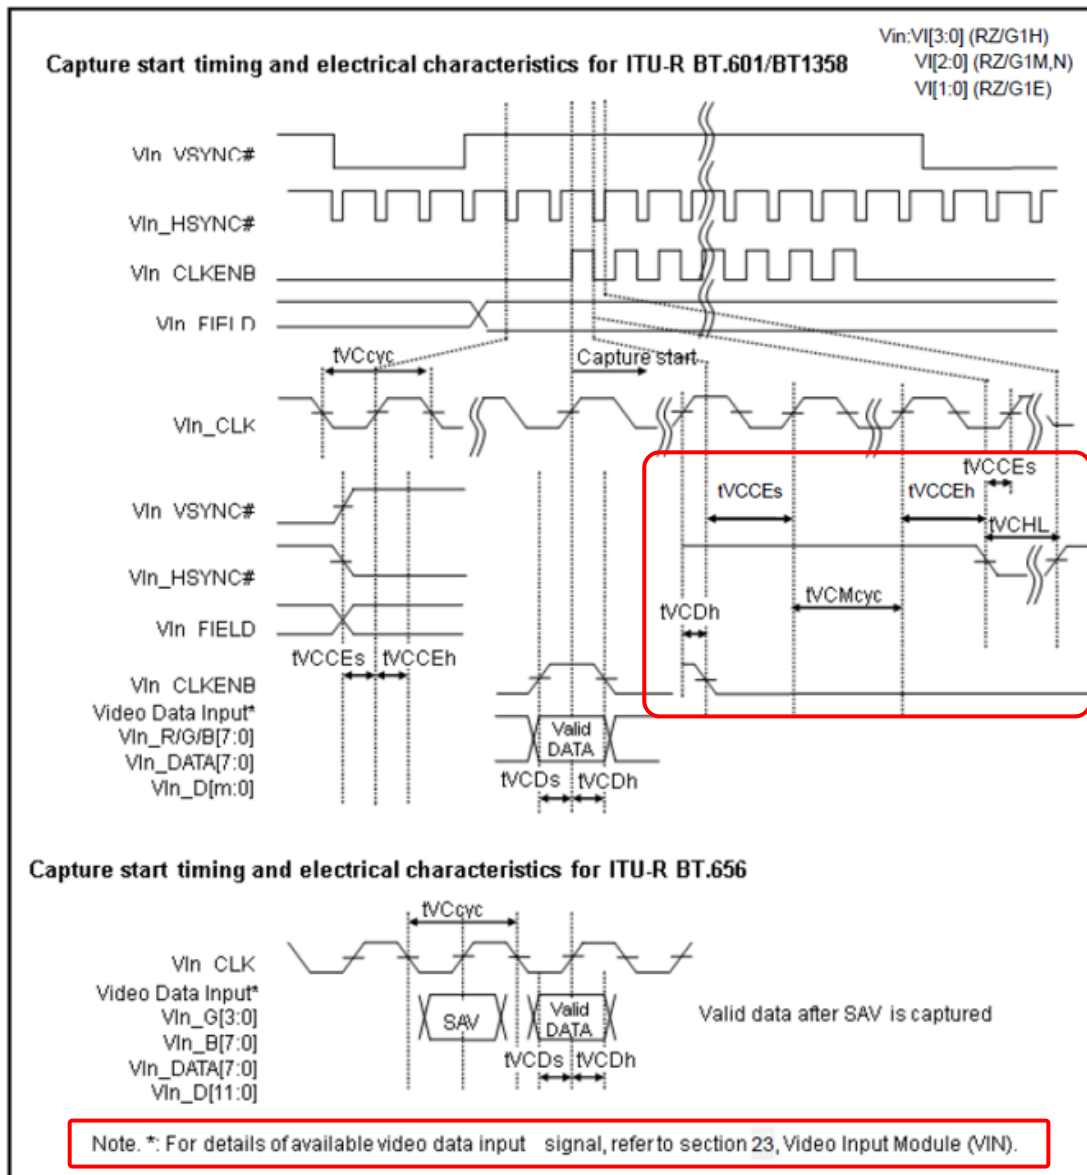 Vin:VI[3:0] (RZ/G1H)
Capture start timing and electrical characteristics for ITU-R BT.601/BT1358
VI[2:0] (RZ/G1M,N)
VI[1:0] (RZ/G1E)
VIn_VSYNC#
VIn_HSYNC#
VIn_CLKENB
VIn_FIELD
tVCcyc
Capture start
VIn_CLK
tVCCEs
tVCCEs
tVCCEh
VIn_VSYNC#
tVCHL
VIn_HSYNC#
tVCMcyc
tVCDh
VIn_FIELD
tVCCEs
tVCCEh
VIn_CLKENB
Video Data Input*
VIn_R/G/B[7:0]
Valid
DATA
VIn_DATA[7:0]
VIn_D[m:0]
tVCDs
tVCDh
Capture start timing and electrical characteristics for ITU-R BT.656
tVCcyc
VIn_CLK
Video Data Input*
VIn_G[3:0]
SAV
Valid
DATA
Valid data after SAV is captured
VIn_B[7:0]
VIn_DATA[7:0]
tVCDs
tVCDh
VIn_D[11:0]
Note. *: For details of available video data input signal, refer to section 23, Video Input Module (VIN).